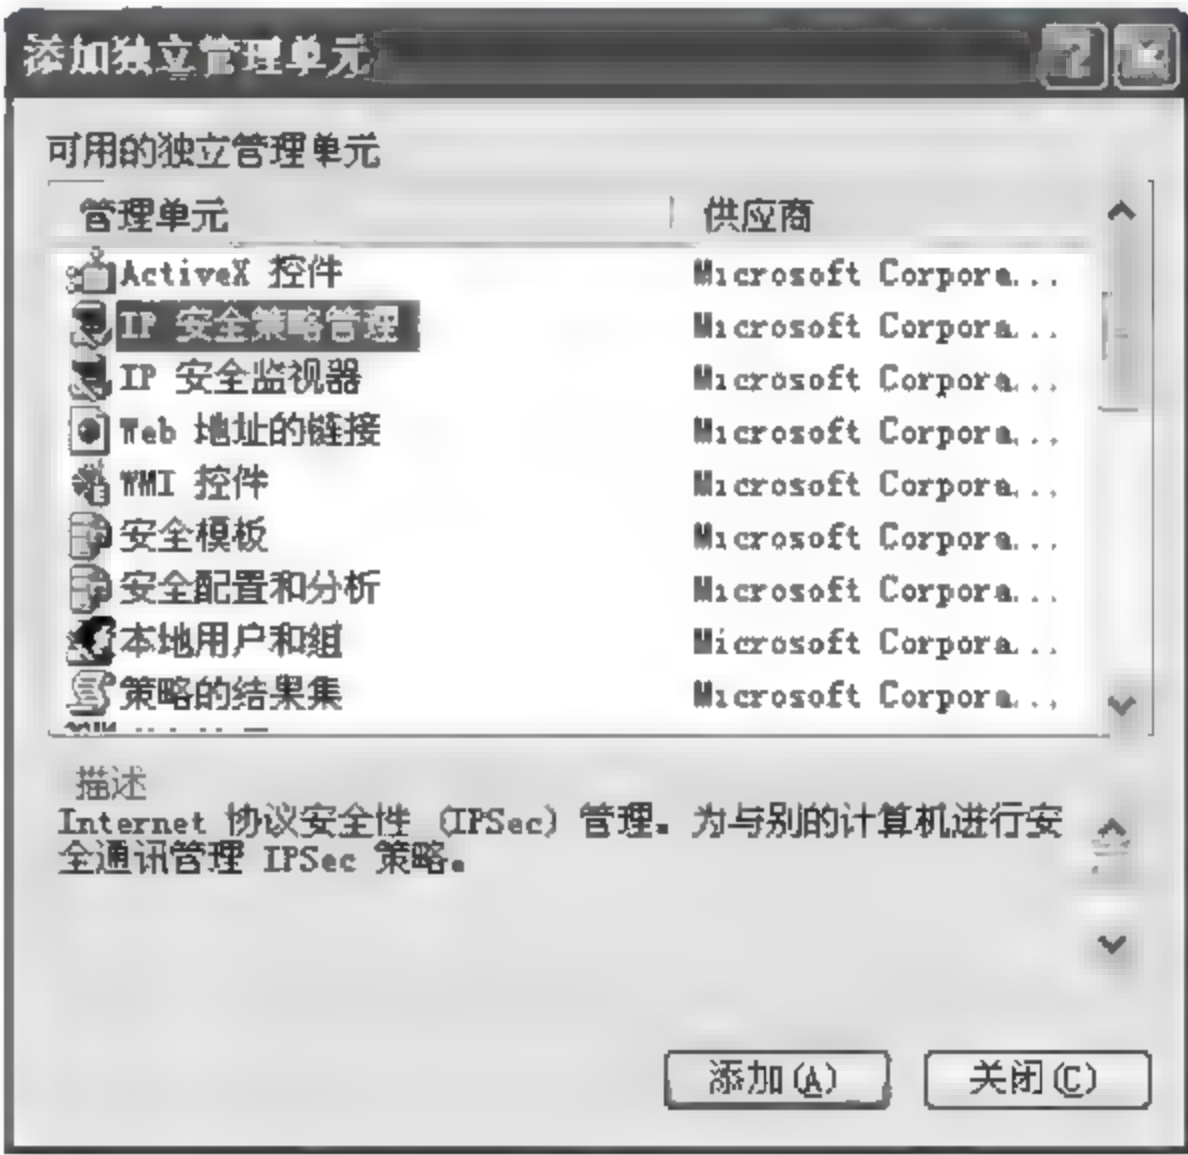 添加独立管理单元
可用的独立管理单元
管理单元 供应商
ActiveX 控件 Microsoft Corpora...
IP 安全策略管理 Microsoft Corpora...
IP 安全监视器 Microsoft Corpora...
Web 地址的链接 Microsoft Corpora...
WMI 控件 Microsoft Corpora...
安全模板 Microsoft Corpora...
安全配置和分析 Microsoft Corpora...
本地用户和组 Microsoft Corpora...
策略的结果集 Microsoft Corpora...
描述
Internet 协议安全性 (IPSec) 管理。为与别的计算机进行安
全通讯管理 IPSec 策略。
添加(A) 关闭(C)